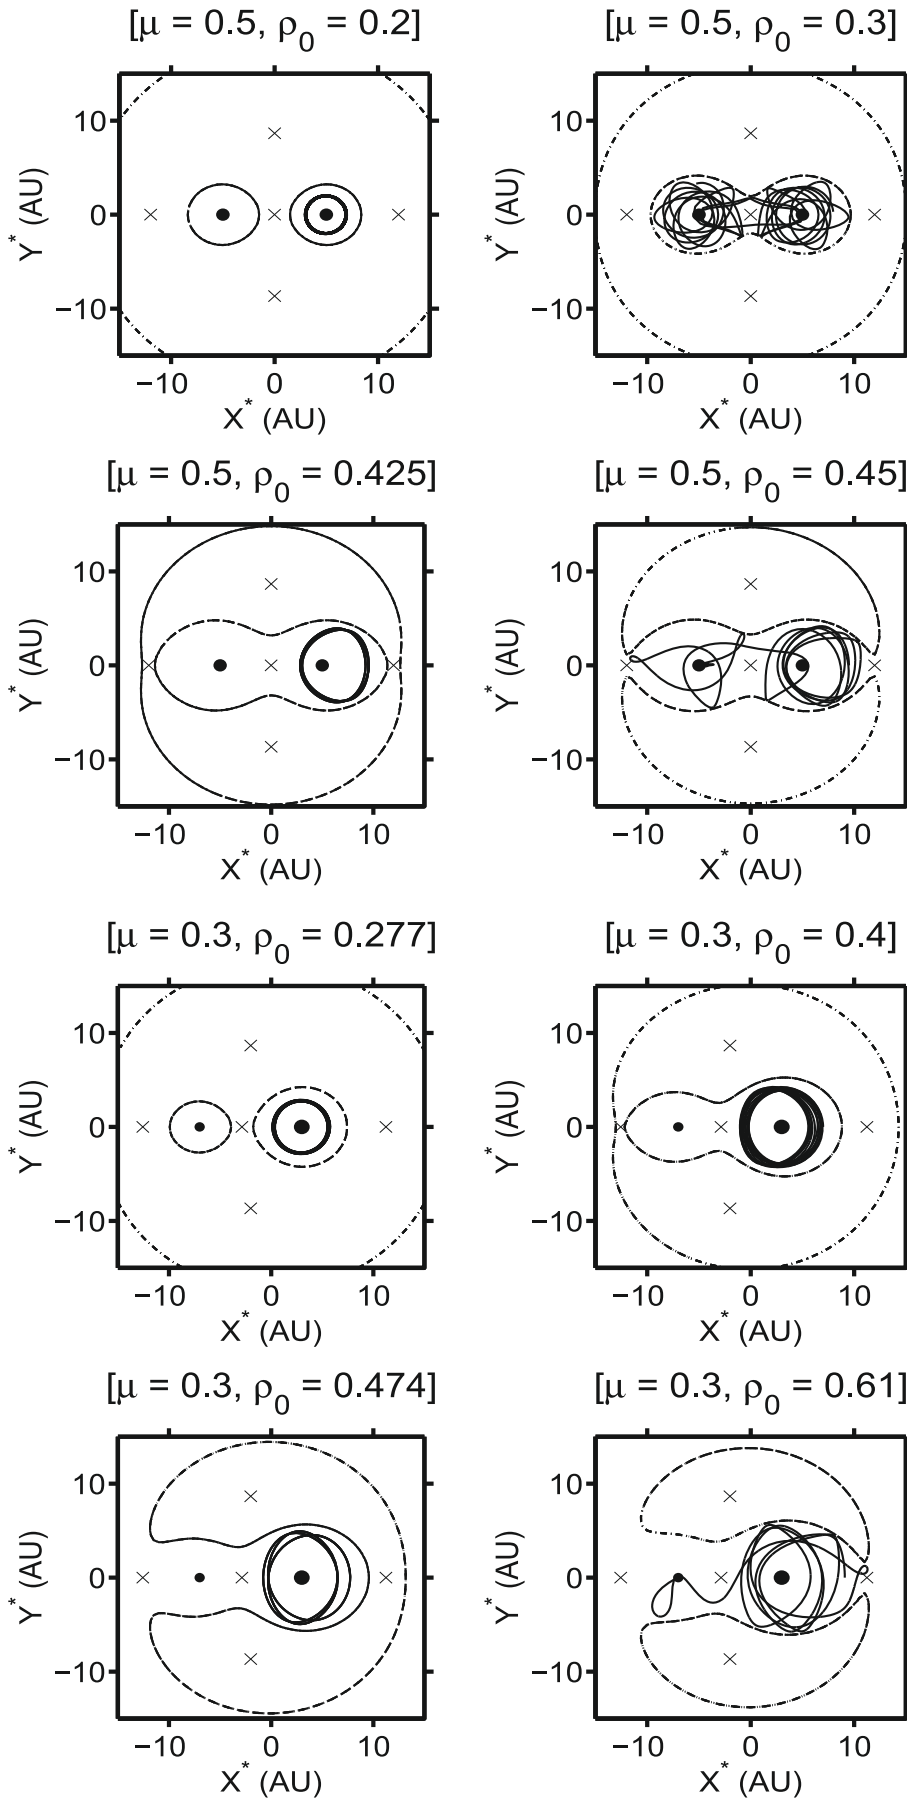 [μ = 0.5, ρ0 = 0.2]
[μ = 0.5, ρ0 = 0.3]
10
0
−10
Y* (AU)
−10 0 10
X* (AU)
10
0
−10
Y* (AU)
−10 0 10
X* (AU)
[μ = 0.5, ρ0 = 0.425]
[μ = 0.5, ρ0 = 0.45]
10
0
−10
Y* (AU)
−10 0 10
X* (AU)
10
0
−10
Y* (AU)
−10 0 10
X* (AU)
[μ = 0.3, ρ0 = 0.277]
[μ = 0.3, ρ0 = 0.4]
10
0
−10
Y* (AU)
−10 0 10
X* (AU)
10
0
−10
Y* (AU)
−10 0 10
X* (AU)
[μ = 0.3, ρ0 = 0.474]
[μ = 0.3, ρ0 = 0.61]
10
0
−10
Y* (AU)
−10 0 10
X* (AU)
10
0
−10
Y* (AU)
−10 0 10
X* (AU)